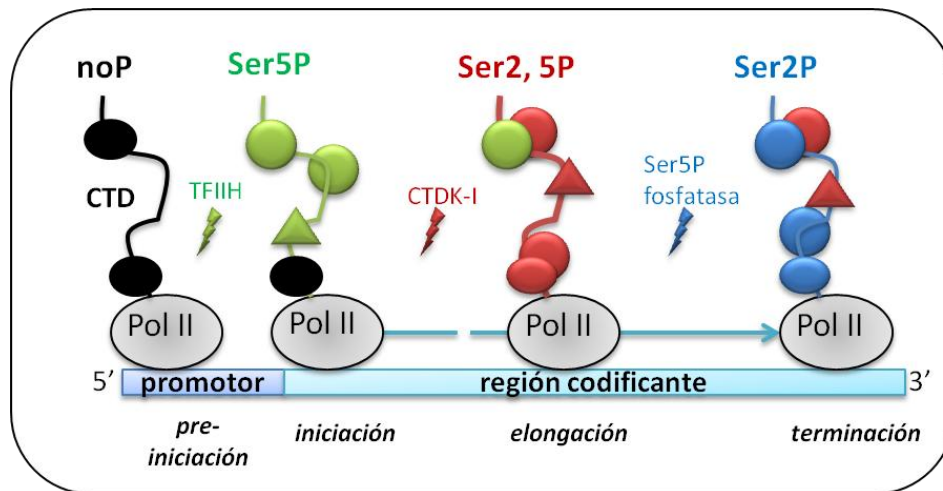 noP
Ser5P
Ser2, 5P
Ser2P
CTD
TFIIH
CTDK-I
Ser5P
fosfatasa
Pol II
Pol II
Pol II
Pol II
5’
promotor
región codificante
3’
pre-
iniciación
iniciación
elongación
terminación